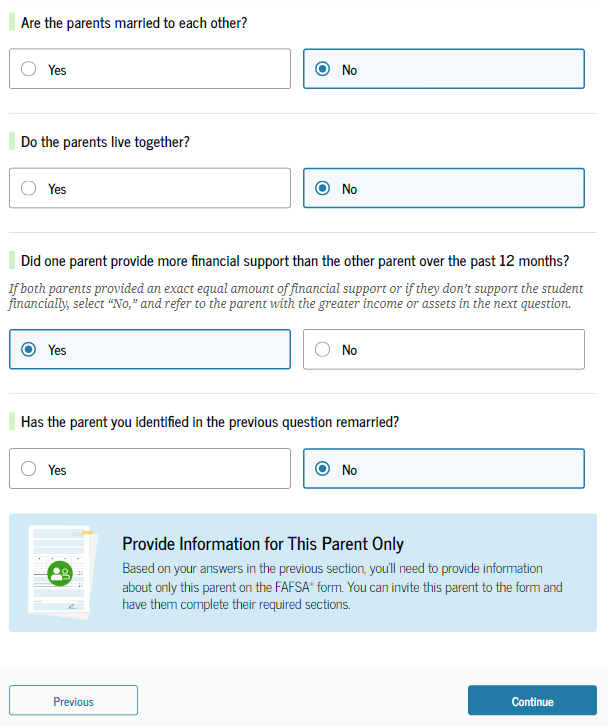 Are the parents married to each other?
Yes
No
Do the parents live together?
Yes
No
Did one parent provide more financial support than the other parent over the past 12 months?
If both parents provided an exact equal amount of financial support or if they don't support the student
financially, select “No,” and refer to the parent with the greater income or assets in the next question.
Yes
No
Has the parent you identified in the previous question remarried?
Yes
No
Provide Information for This Parent Only
Based on your answers in the previous section, you'll need to provide information
about only this parent on the FAFSA® form. You can invite this parent to the form and
have them complete their required sections.
Previous
Continue